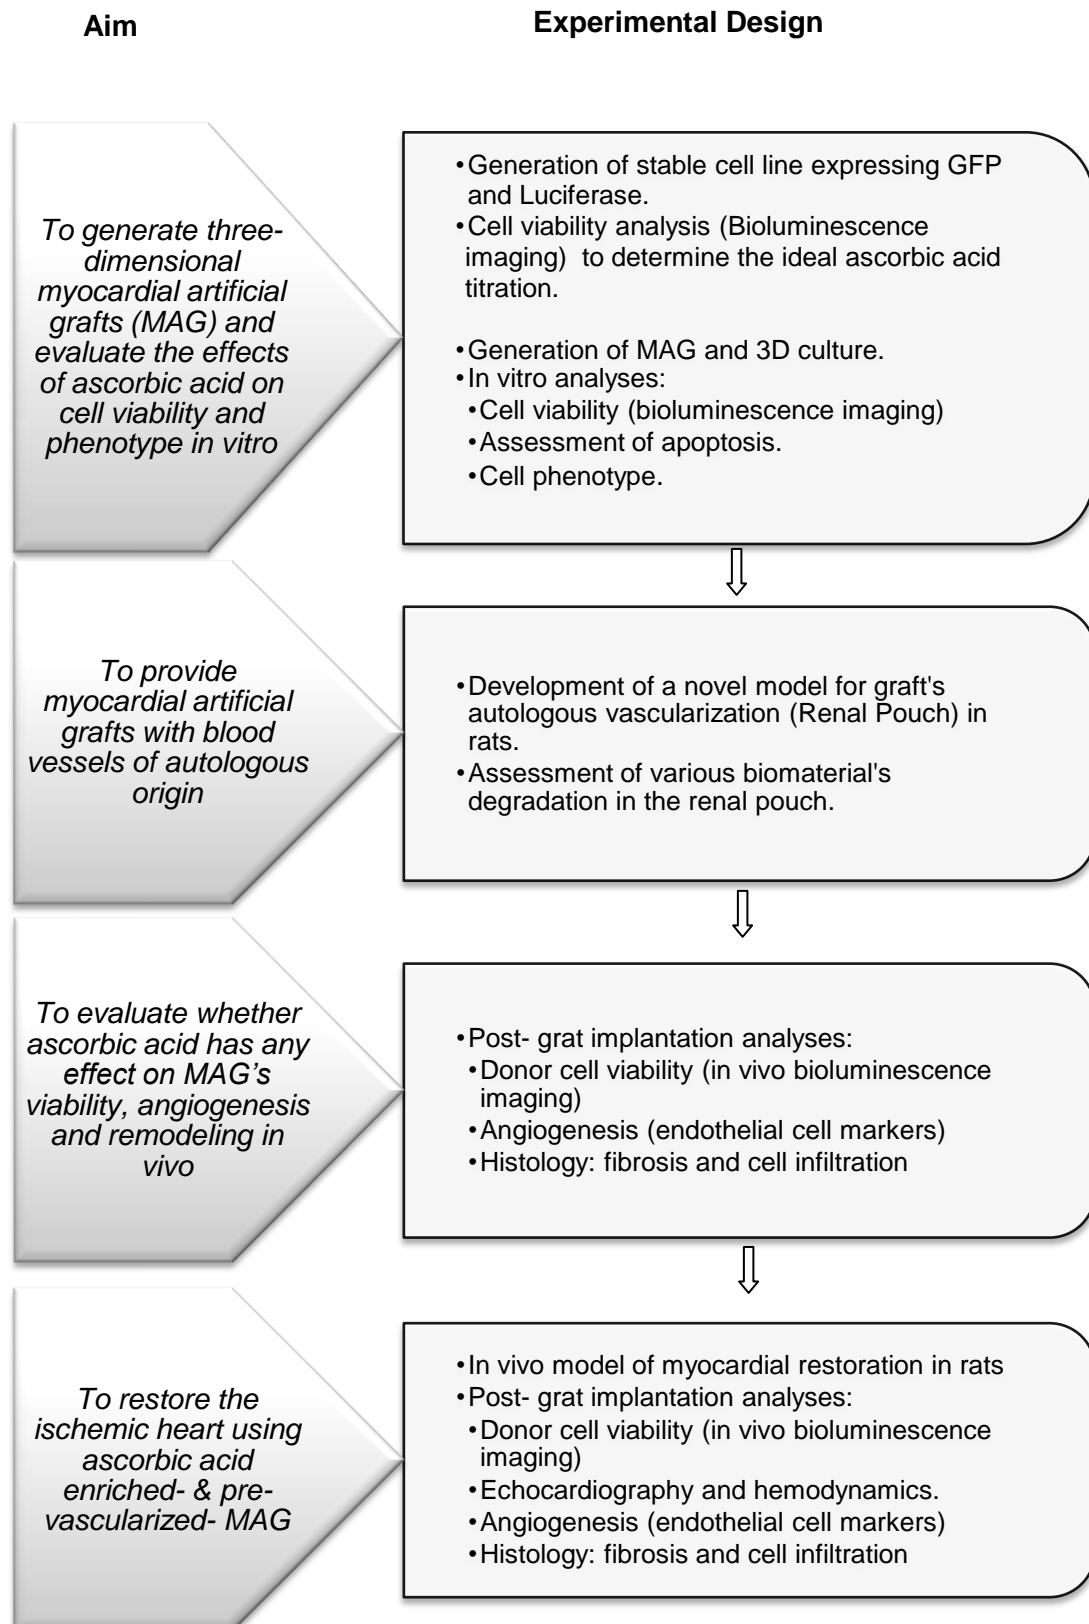 Aim
Experimental Design
To generate three-
dimensional
myocardial artificial
grafts (MAG) and
evaluate the effects
of ascorbic acid on
cell viability and
phenotype in vitro
•Generation of stable cell line expressing GFP
and Luciferase.
•Cell viability analysis (Bioluminescence
imaging) to determine the ideal ascorbic acid
titration.
•Generation of MAG and 3D culture.
•In vitro analyses:
•Cell viability (bioluminescence imaging)
•Assessment of apoptosis.
•Cell phenotype.
To provide
myocardial artificial
grafts with blood
vessels of autologous
origin
•Development of a novel model for graft's
autologous vascularization (Renal Pouch) in
rats.
•Assessment of various biomaterial's
degradation in the renal pouch.
To evaluate whether
ascorbic acid has any
effect on MAG’s
viability, angiogenesis
and remodeling in
vivo
•Post- grat implantation analyses:
•Donor cell viability (in vivo bioluminescence
imaging)
•Angiogenesis (endothelial cell markers)
•Histology: fibrosis and cell infiltration
To restore the
ischemic heart using
ascorbic acid
enriched- & pre-
vascularized- MAG
•In vivo model of myocardial restoration in rats
•Post- grat implantation analyses:
•Donor cell viability (in vivo bioluminescence
imaging)
•Echocardiography and hemodynamics.
•Angiogenesis (endothelial cell markers)
•Histology: fibrosis and cell infiltration